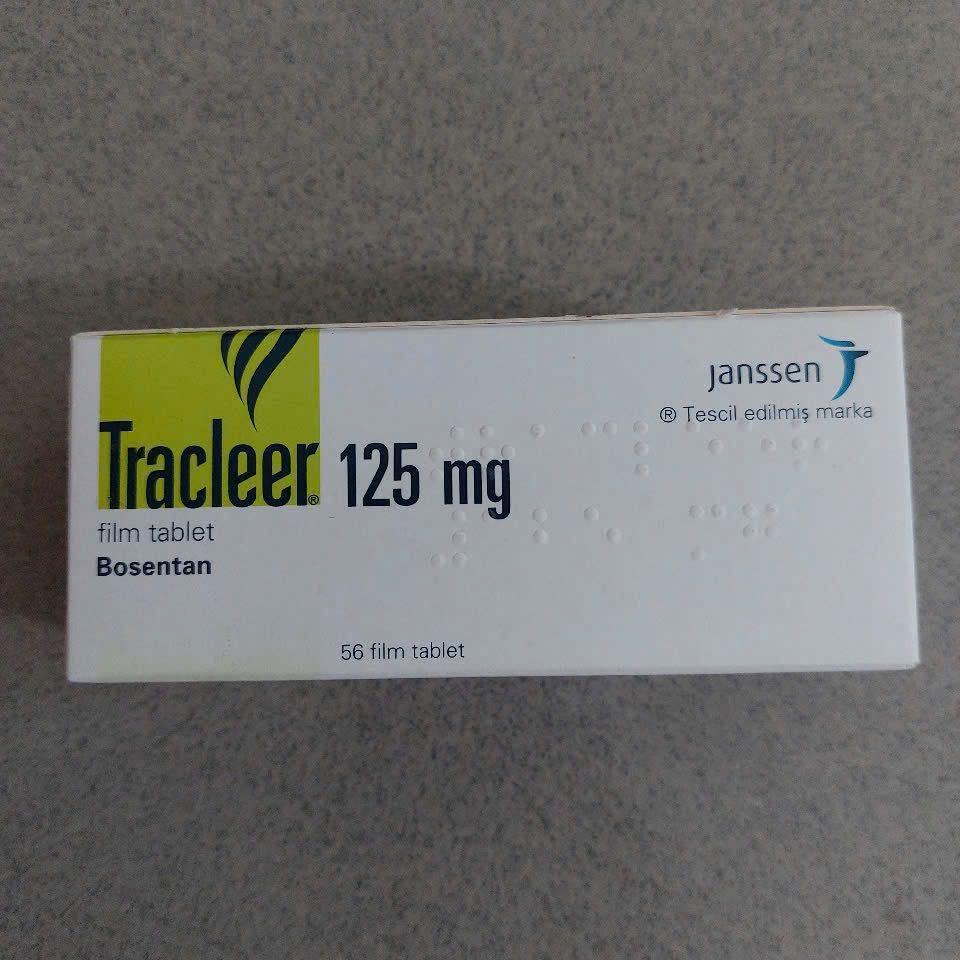 Tracleer® 125 mg
film tablet
Bosentan
56 film tablet
janssen
® Tescil edilmiş marka